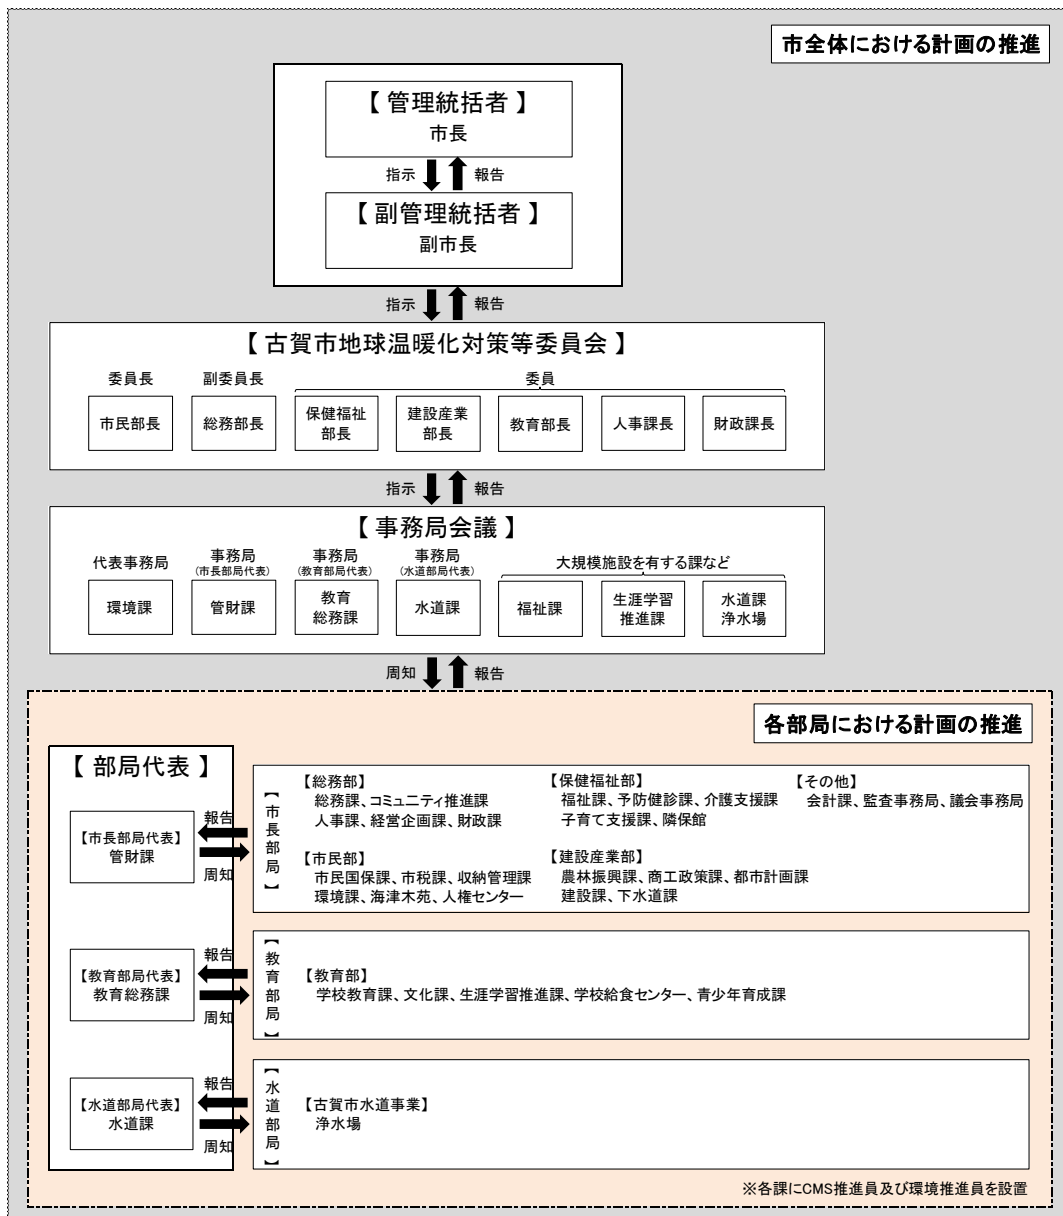 市全体における計画の推進
【 管理統括者 】
市長
指示 報告
【 副管理統括者 】
副市長
指示 報告
【 古賀市地球温暖化対策等委員会 】
委員長 副委員長 委員
市民部長
総務部長
保健福祉
部長
建設産業
部長
教育部長
人事課長
財政課長
指示 報告
【 事務局会議 】
代表事務局
環境課
事務局
(市長部局代表)
管財課
事務局
(教育部局代表)
教育
総務課
事務局
(水道部局代表)
水道課
大規模施設を有する課など
福祉課
生涯学習
推進課
水道課
浄水場
周知 報告
各部局における計画の推進
【 部局代表 】
【市長部局代表】
管財課
報告
周知
【市長部局】
【総務部】
総務課、コミュニティ推進課
人事課、経営企画課、財政課
【保健福祉部】
福祉課、予防健診課、介護支援課
子育て支援課、隣保館
【その他】
会計課、監査事務局、議会事務局
【市民部】
市民国保課、市税課、収納管理課
環境課、海津木苑、人権センター
【建設産業部】
農林振興課、商工政策課、都市計画課
建設課、下水道課
【教育部局代表】
教育総務課
報告
周知
【教育部局】
【教育部】
学校教育課、文化課、生涯学習推進課、学校給食センター、青少年育成課
【水道部局代表】
水道課
報告
周知
【水道部局】
【古賀市水道事業】
浄水場
※各課にCMS推進員及び環境推進員を設置